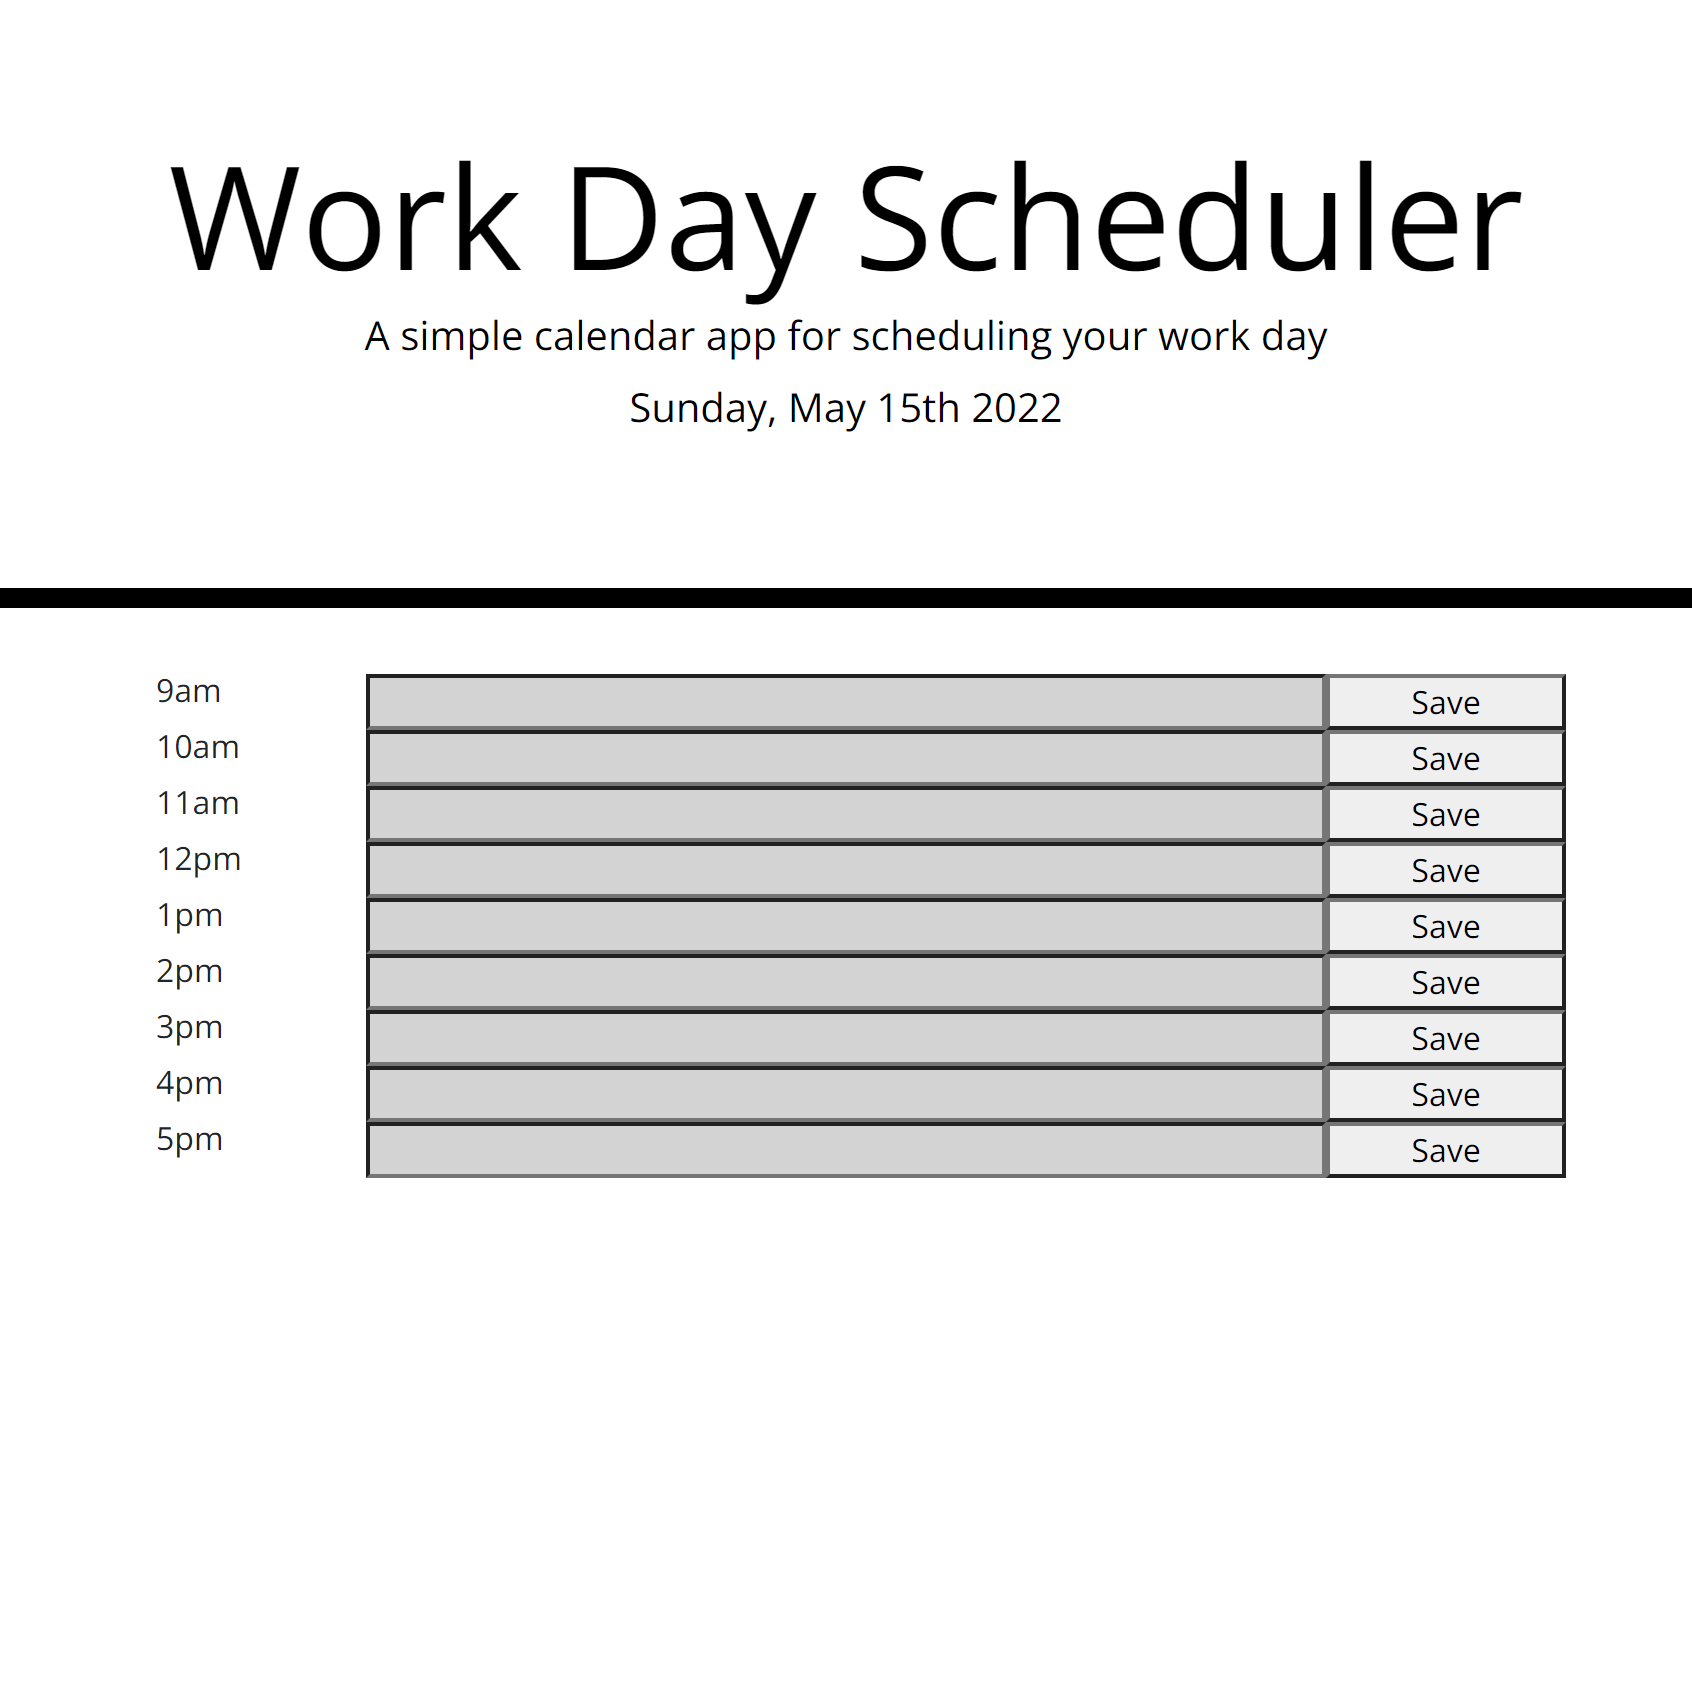 Work Day Scheduler
A simple calendar app for scheduling your work day
Sunday, May 15th 2022
9am Save
10am Save
11am Save
12pm Save
1pm Save
2pm Save
3pm Save
4pm Save
5pm Save